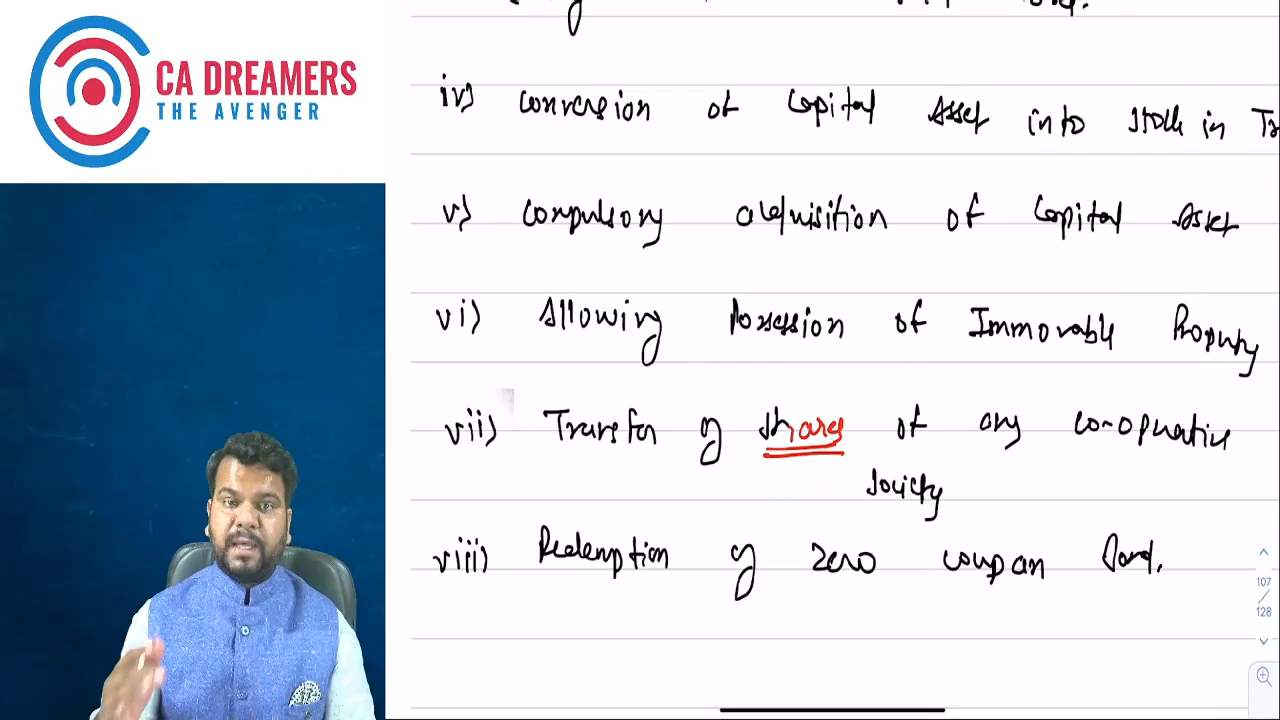 CA DREAMERS
THE AVENGER
iv) Conversion of Capital Asset into Stock in
v) Compulsory acquisition of Capital Asset
vi) Allowing Possession of Immovable Property
vii) Transfer of Shares of any co-operative
Society
viii) Redemption of zero coupon Bond.
107
/
128